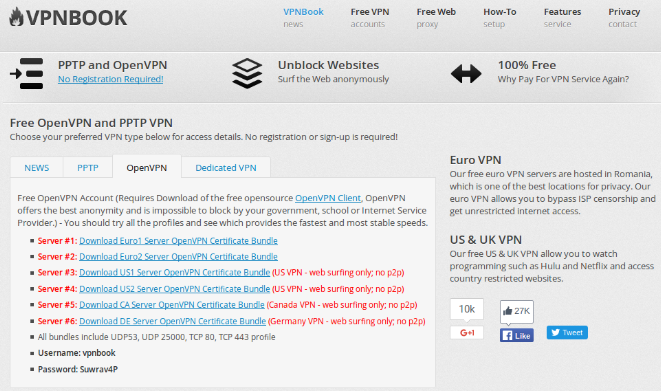 VPNBOOK
VPNBook Free VPN Free Web How-To Features Privacy
news accounts proxy setup service contact
PPTP and OpenVPN
No Registration Required!
Unblock Websites
Surf the Web anonymously
100% Free
Why Pay For VPN Service Again?
Free OpenVPN and PPTP VPN
Choose your preferred VPN type below for access details. No registration or sign-up is required!
NEWS PPTP OpenVPN Dedicated VPN
Free OpenVPN Account (Requires Download of the free opensource OpenVPN Client, OpenVPN
offers the best anonymity and is impossible to block by your government, school or Internet Service
Provider.) - You should try all the profiles and see which provides the fastest and most stable speeds.
Server #1: Download Euro1 Server OpenVPN Certificate Bundle
Server #2: Download Euro2 Server OpenVPN Certificate Bundle
Server #3: Download US1 Server OpenVPN Certificate Bundle (US VPN - web surfing only; no p2p)
Server #4: Download US2 Server OpenVPN Certificate Bundle (US VPN - web surfing only; no p2p)
Server #5: Download CA Server OpenVPN Certificate Bundle (Canada VPN - web surfing only; no p2p)
Server #6: Download DE Server OpenVPN Certificate Bundle (Germany VPN - web surfing only; no p2p)
All bundles include UDP53, UDP 25000, TCP 80, TCP 443 profile
Username: vpnbook
Password: Suwrav4P
Euro VPN
Our free euro VPN servers are hosted in Romania,
which is one of the best locations for privacy. Our
euro VPN allows you to bypass ISP censorship and
get unrestricted internet access.
US & UK VPN
Our free US & UK VPN allow you to watch
programming such as Hulu and Netflix and access
country restricted websites.
10k 27K
G+1 Like Tweet